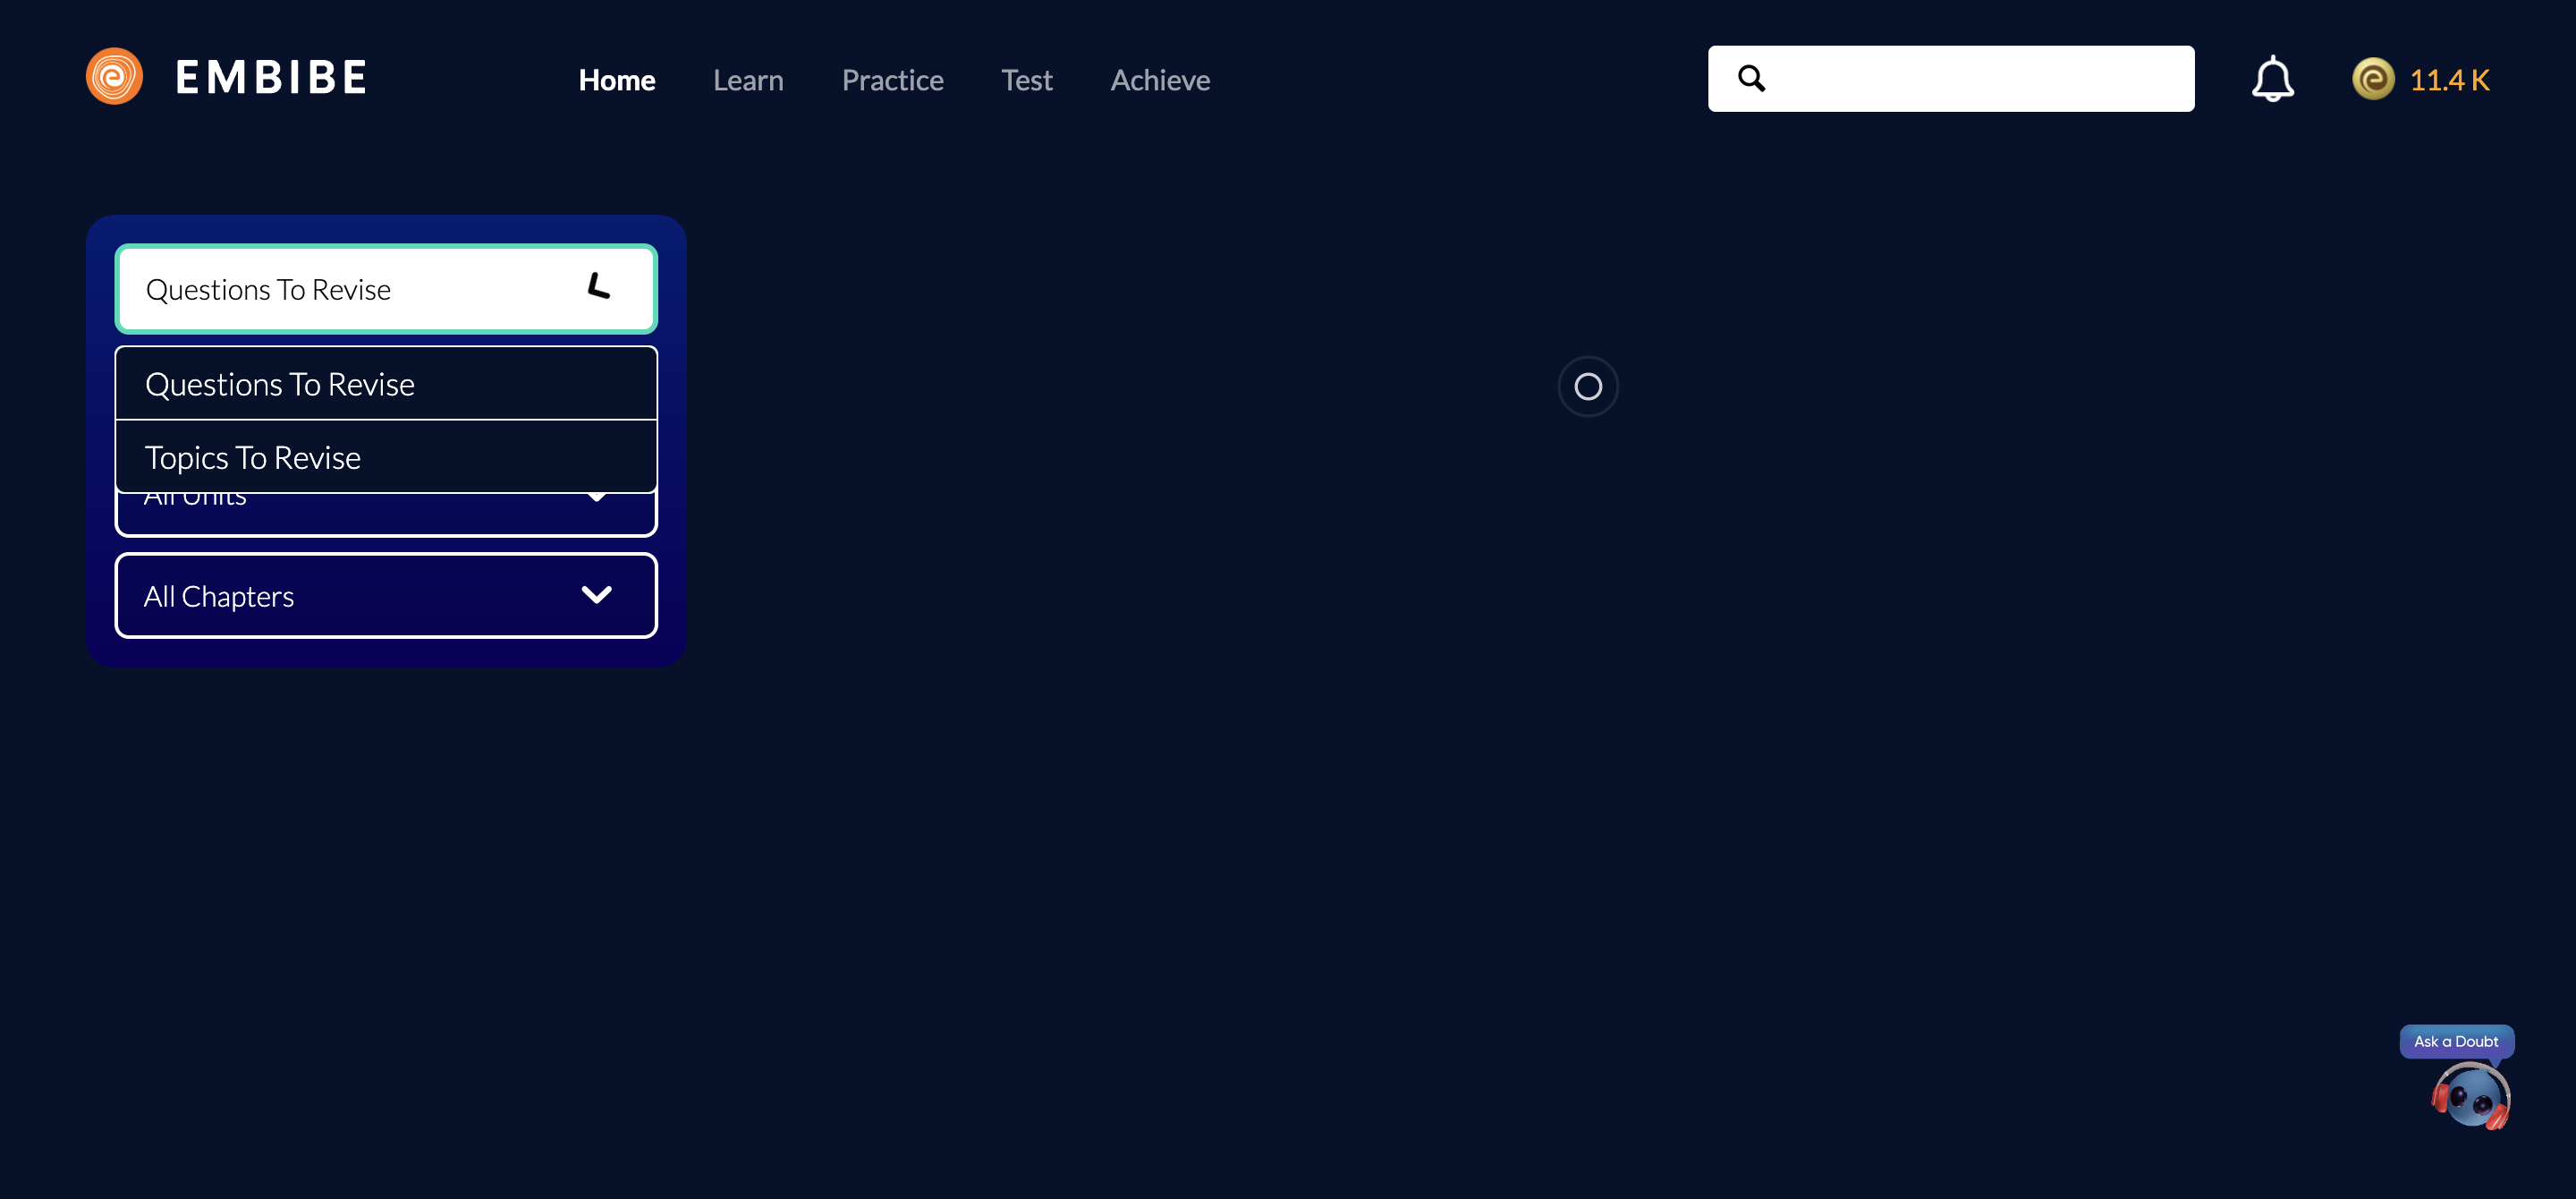 EMBIBE
Home Learn Practice Test Achieve
11.4 K
Questions To Revise
Questions To Revise
Topics To Revise
All Units
All Chapters
Ask a Doubt